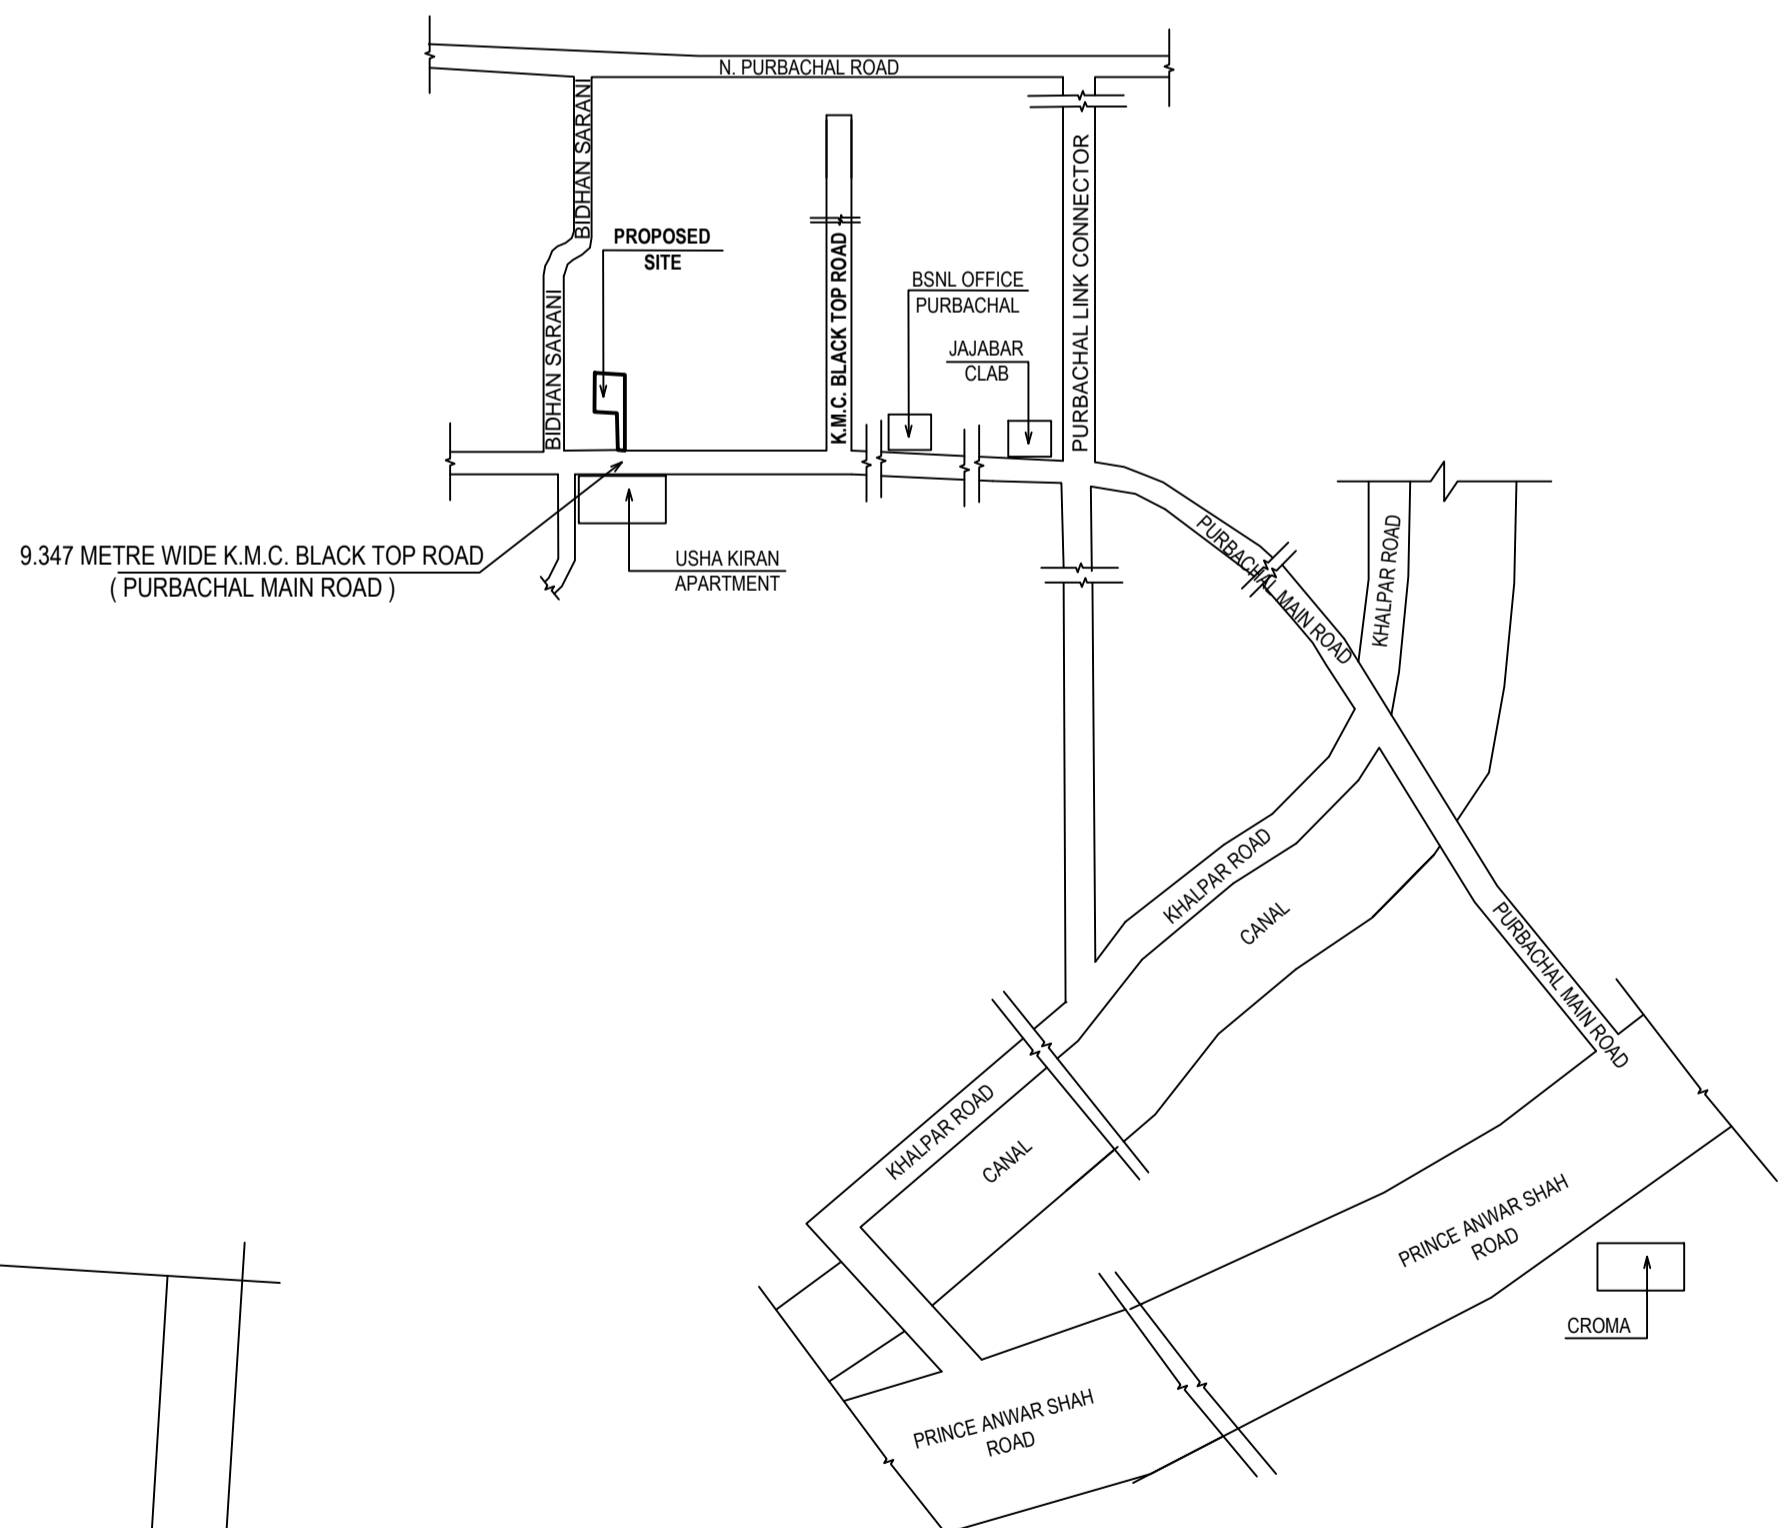 N. PURBACHAL ROAD
BIDHAN SARANI
PROPOSED
SITE
K.M.C. BLACK TOP ROAD
PURBACHAL LINK CONNECTOR
BSNL OFFICE
PURBACHAL
BIDHAN SARANI
JAJABAR
CLAB
9.347 METRE WIDE K.M.C. BLACK TOP ROAD
( PURBACHAL MAIN ROAD )
USHA KIRAN
APARTMENT
PURBACHAL MAIN ROAD
KHALPAR ROAD
KHALPAR ROAD
CANAL
PURBACHAL MAIN ROAD
KHALPAR ROAD
CANAL
PRINCE ANWAR SHAH
ROAD
CROMA
PRINCE ANWAR SHAH
ROAD